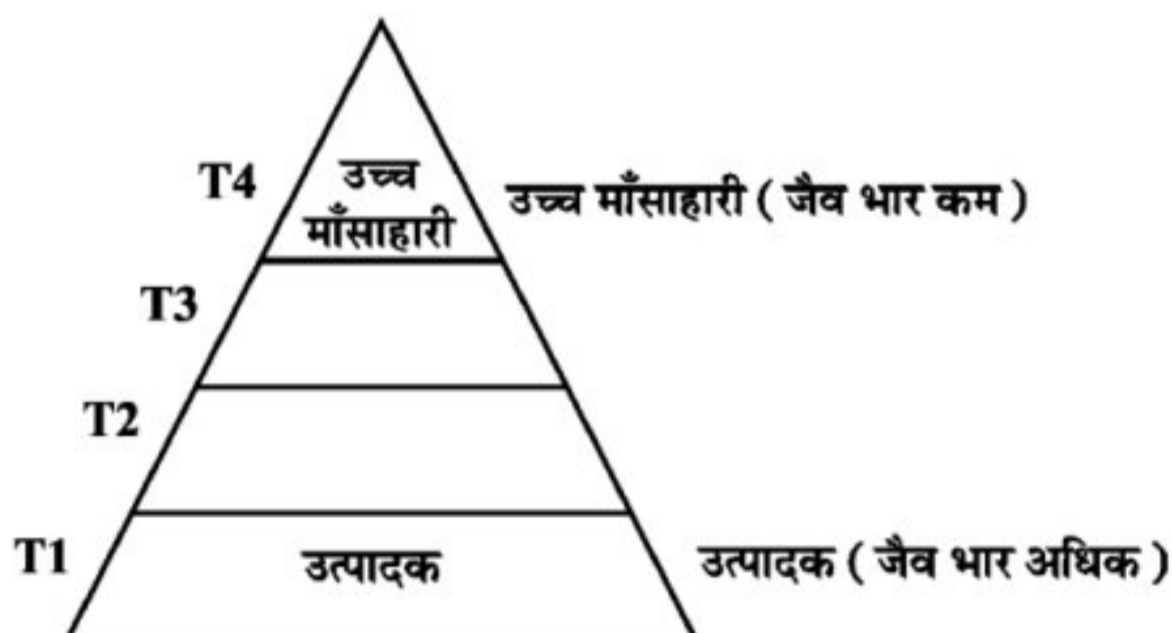 T4
उच्च
माँसाहारी
उच्च माँसाहारी ( जैव भार कम )
T3
T2
T1
उत्पादक
उत्पादक ( जैव भार अधिक )